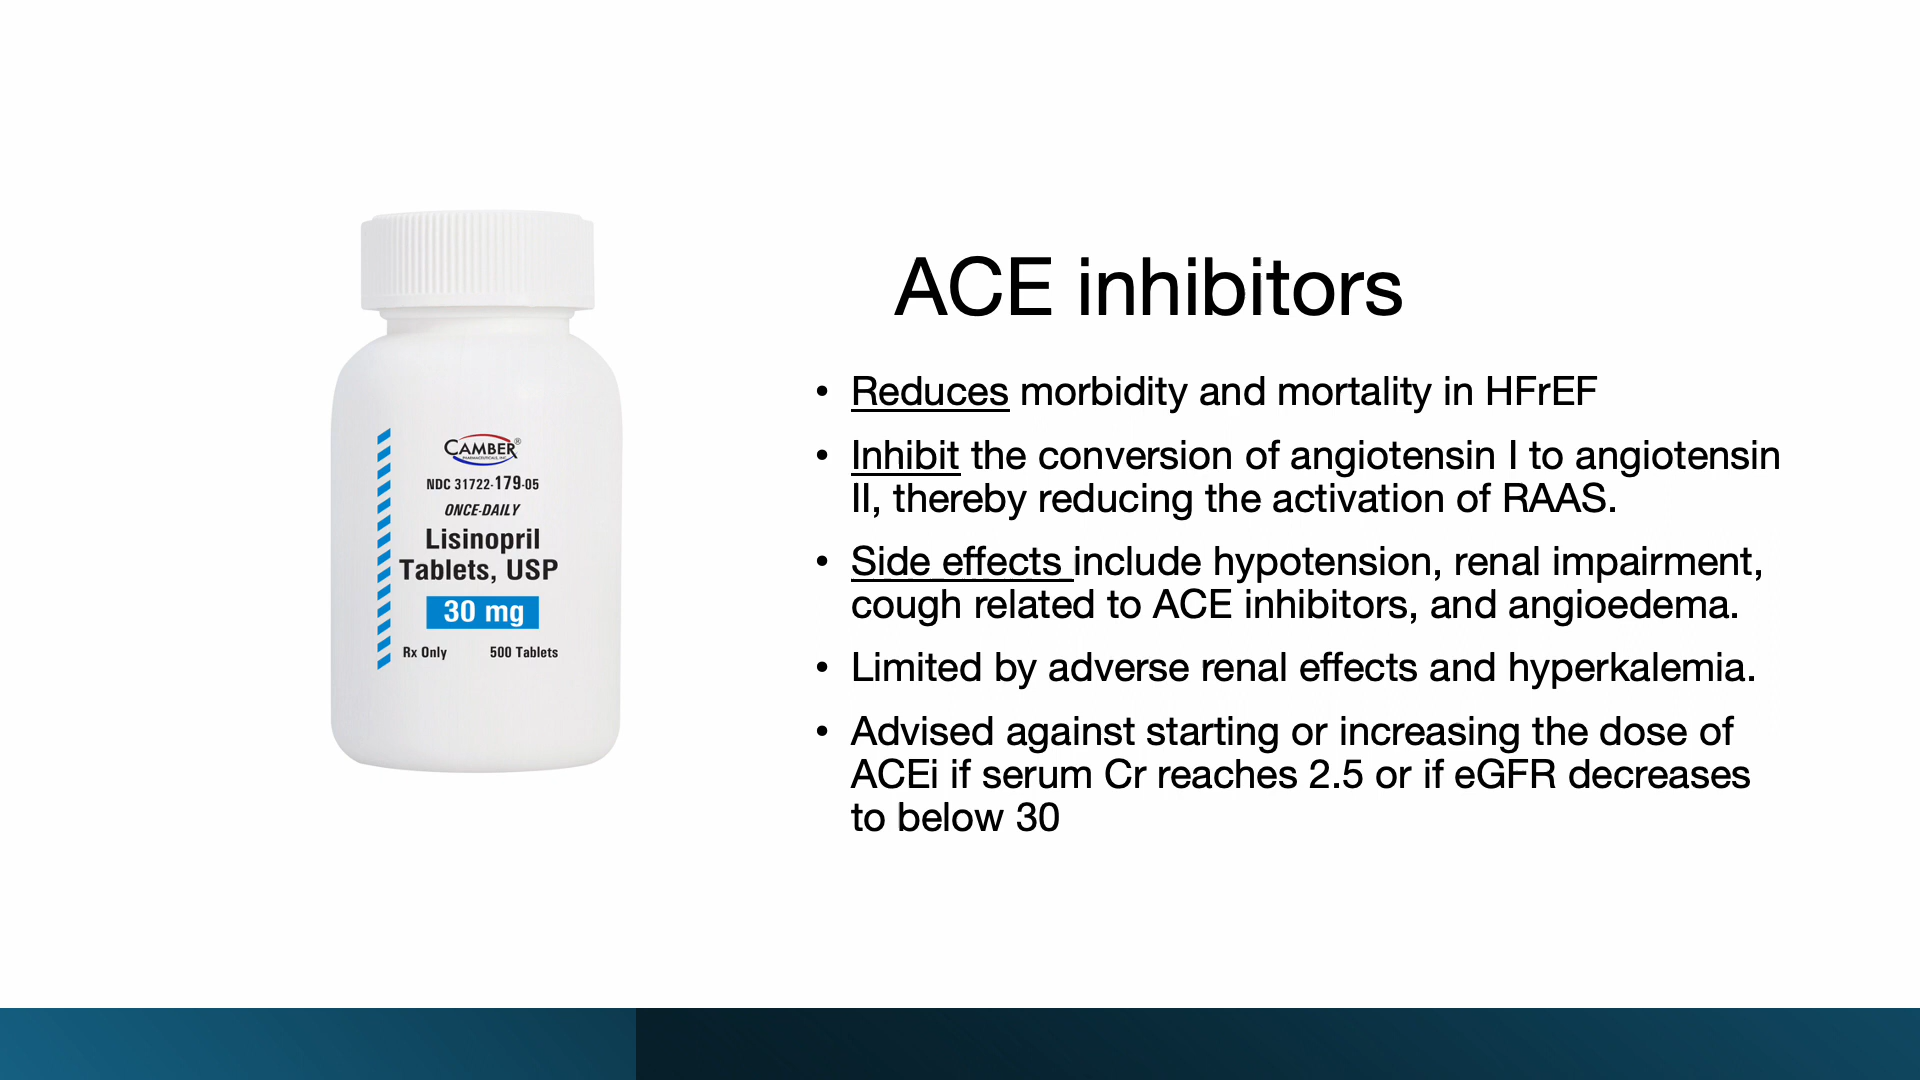 CAMBER®
PHARMACEUTICALS, INC.
NDC 31722-179-05
ONCE-DAILY
Lisinopril
Tablets, USP
30 mg
Rx Only 500 Tablets
ACE inhibitors
• Reduces morbidity and mortality in HFrEF
• Inhibit the conversion of angiotensin I to angiotensin
II, thereby reducing the activation of RAAS.
• Side effects include hypotension, renal impairment,
cough related to ACE inhibitors, and angioedema.
• Limited by adverse renal effects and hyperkalemia.
• Advised against starting or increasing the dose of
ACEi if serum Cr reaches 2.5 or if eGFR decreases
to below 30